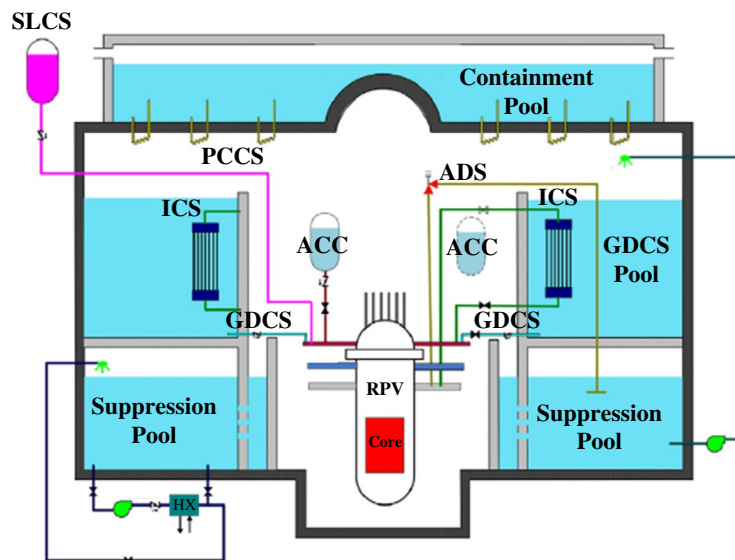 SLCS
Containment
Pool
PCCS
ADS
ICS
ICS
ACC
ACC
GDCS
Pool
GDCS
GDCS
RPV
Suppression
Pool
Suppression
Pool
Core
HX